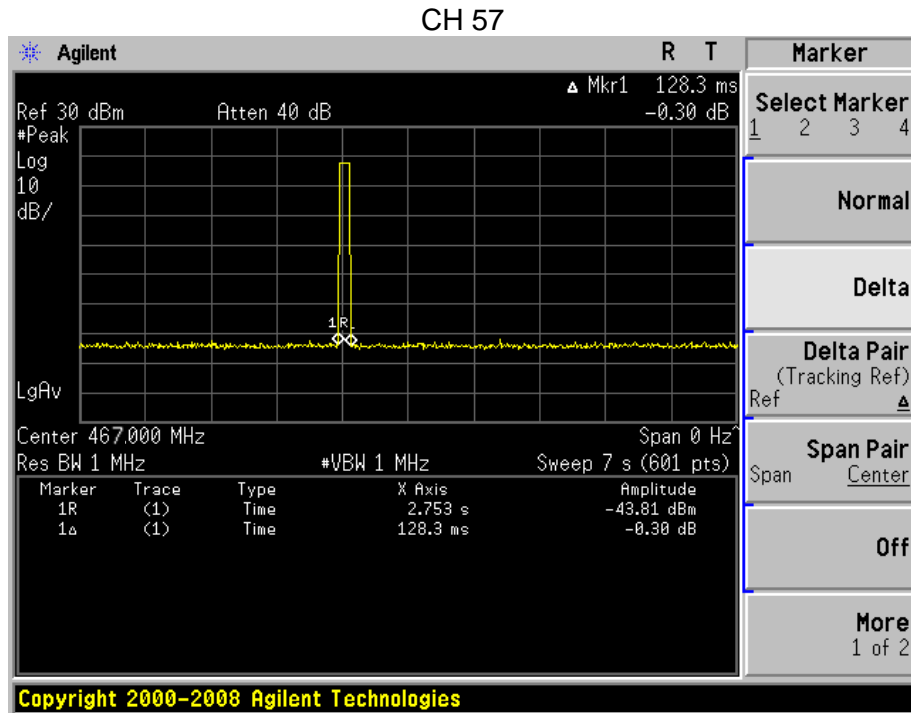 CH 57
Agilent R T Marker
Δ Mkr1 128.3 ms
Ref 30 dBm Atten 40 dB -0.30 dB
#Peak
Log
10
dB/
1R
LgAv
Center 467.000 MHz Span 0 Hz^
Res BW 1 MHz #VBW 1 MHz Sweep 7 s (601 pts)
Marker Trace Type X Axis Amplitude
1R (1) Time 2.753 s -43.81 dBm
1Δ (1) Time 128.3 ms -0.30 dB
Select Marker
1 2 3 4
Normal
Delta
Delta Pair
(Tracking Ref)
Ref Δ
Span Pair
Span Center
Off
More
1 of 2
Copyright 2000-2008 Agilent Technologies